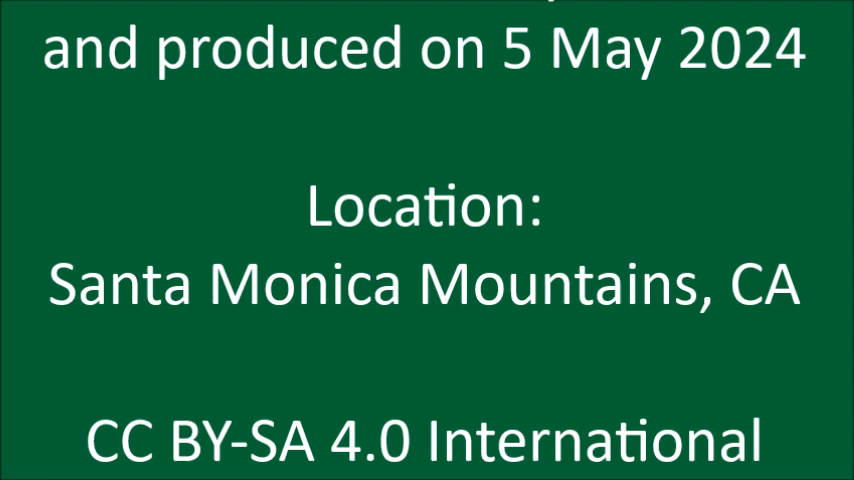 and produced on 5 May 2024
Location:
Santa Monica Mountains, CA
CC BY-SA 4.0 International